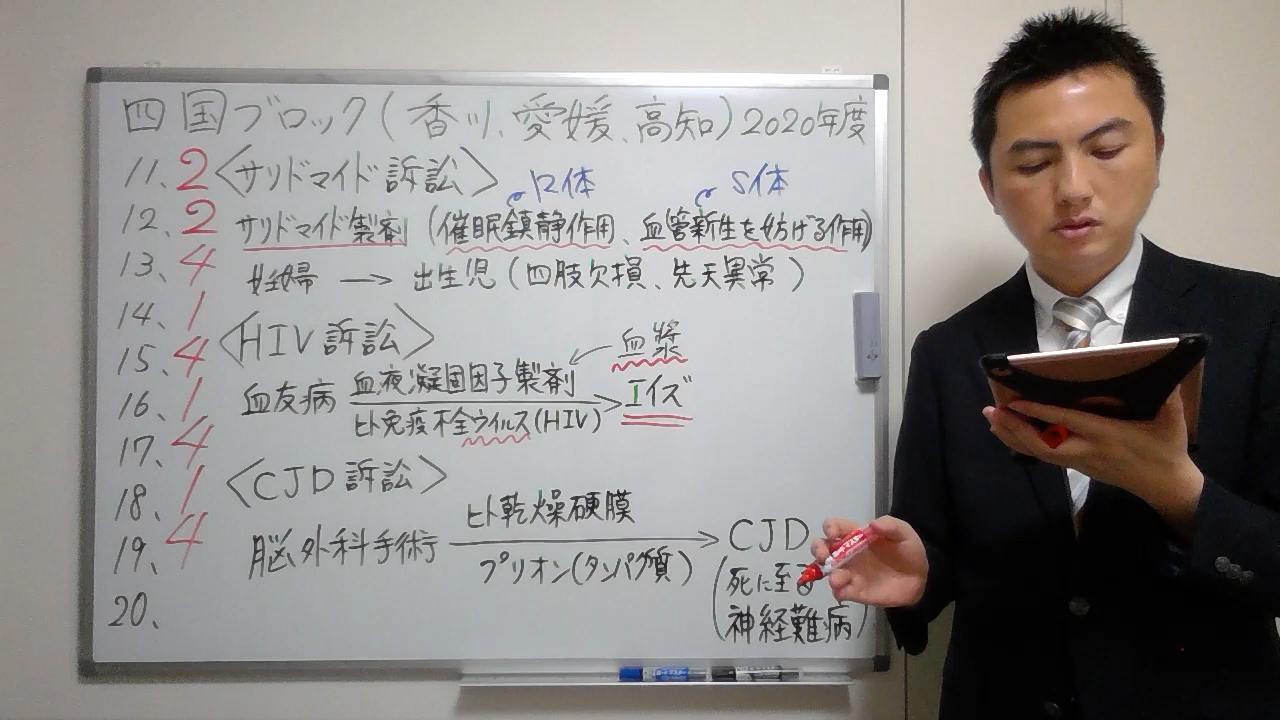 四国ブロック(香川、愛媛、高知)2020年度
11、2 〈サリドマイド訴訟〉
R体 S体
12、2 サリドマイド製剤(催眠鎮静作用、血管新生を妨げる作用)
13、4 妊婦→出生児(四肢欠損、先天異常)
14、1
〈HIV訴訟〉 血漿
15、4
16、1 血友病 血液凝固因子製剤 → エイズ
ヒト免疫不全ウイルス(HIV)
17、4
〈CJD訴訟〉
18、1 ヒト乾燥硬膜
19、4 脳外科手術 → CJD
プリオン(タンパク質)
(死に至る
20、 神経難病)